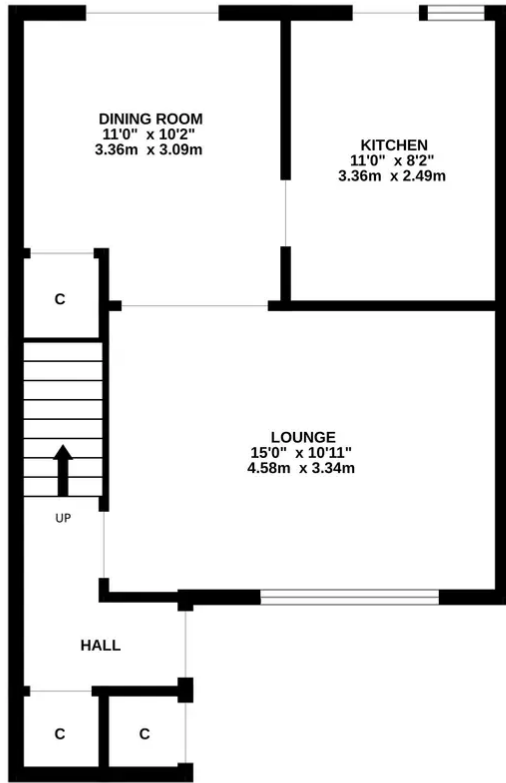 DINING ROOM
11'0" x 10'2"
3.36m x 3.09m
KITCHEN
11'0" x 8'2"
3.36m x 2.49m
C
LOUNGE
15'0" x 10'11"
4.58m x 3.34m
UP
HALL
C
C